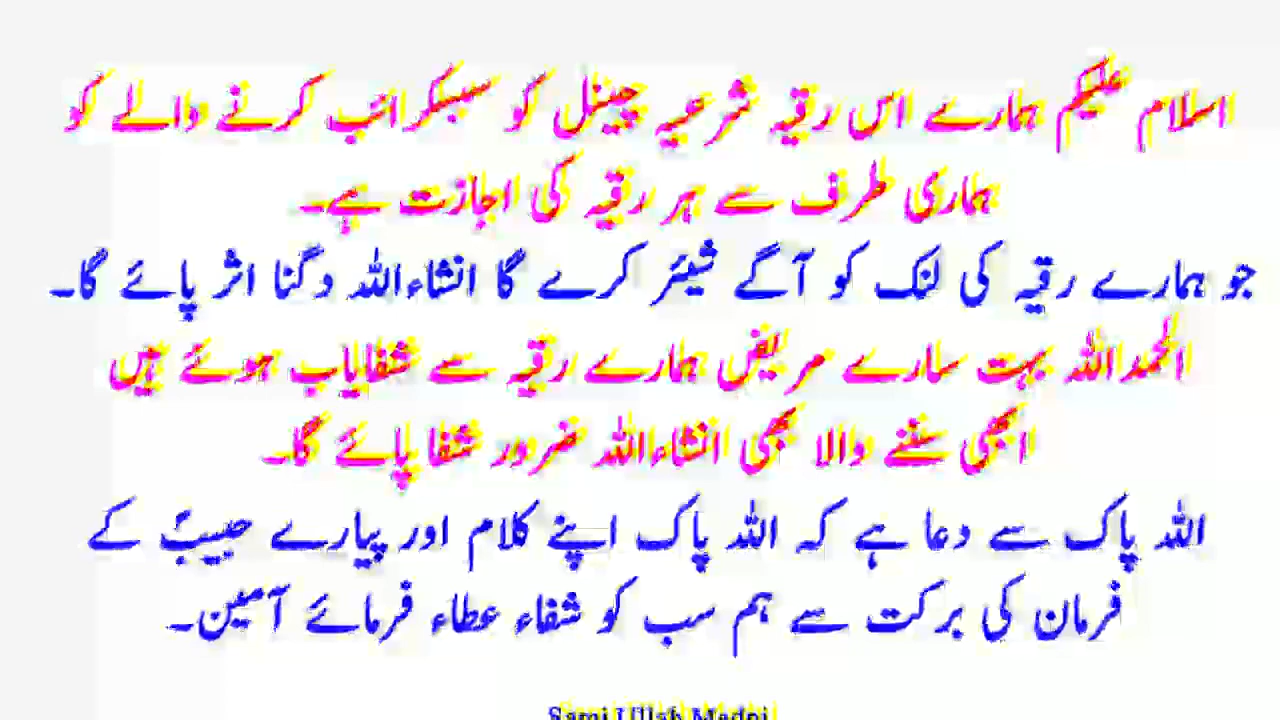 اسلام علیکم ہمارے اس رقیہ شرعیہ چینل کو سبسکرائب کرنے والے کو
ہماری طرف سے ہر رقیہ کی اجازت ہے۔
جو ہمارے رقیہ کی لنک کو آگے شیئر کرے گا انشاءاللہ دگنا اثر پائے گا۔
الحمداللہ بہت سارے مریض ہمارے رقیہ سے شفایاب ہوئے ہیں
ابھی سننے والا بھی انشاءاللہ ضرور شفا پائے گا۔
اللہ پاک سے دعا ہے کہ اللہ پاک اپنے کلام اور پیارے حبیبؐ کے
فرمان کی برکت سے ہم سب کو شفاء عطاء فرمائے آمین۔
Sami Ullah Madni